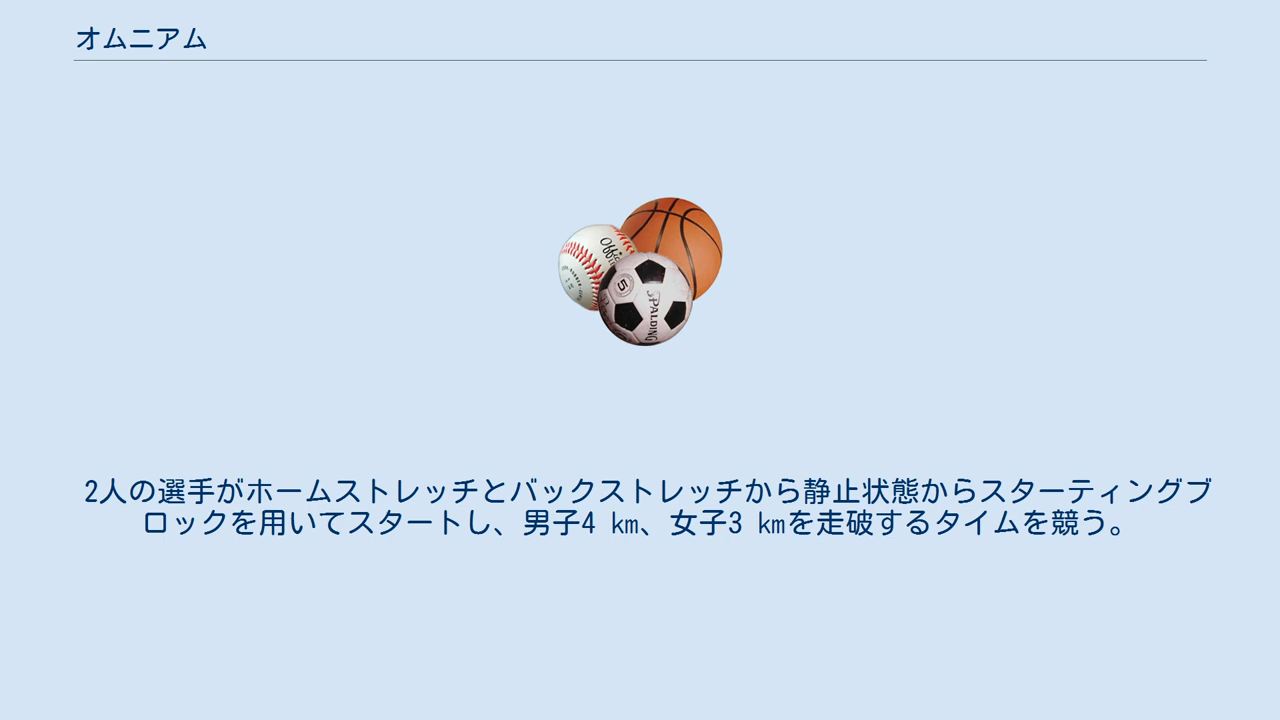 オムニアム
Offici
5
SPALDING
2人の選手がホームストレッチとバックストレッチから静止状態からスターティングブ
ロックを用いてスタートし、男子4 km、女子3 kmを走破するタイムを競う。